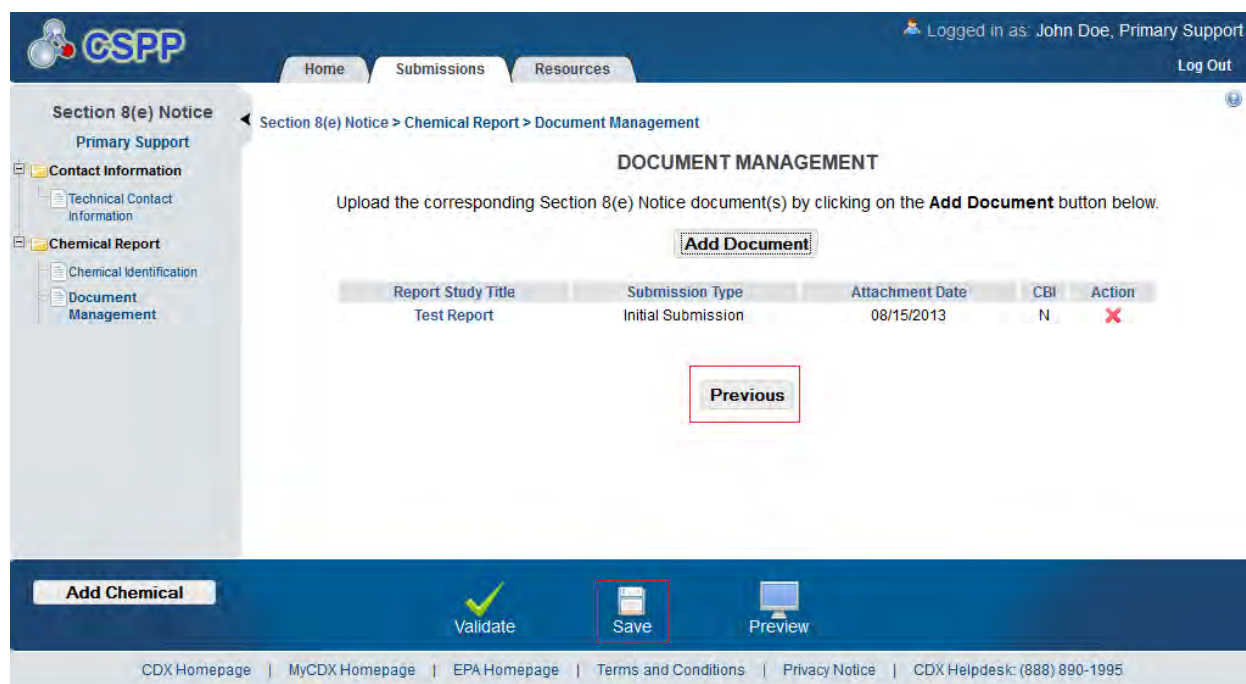 CSPP
Logged in as: John Doe, Primary Support
Home Submissions Resources
Log Out
Section 8(e) Notice
Primary Support
Contact Information
Technical Contact
Information
Chemical Report
Chemical Identification
Document
Management
Section 8(e) Notice > Chemical Report > Document Management
DOCUMENT MANAGEMENT
Upload the corresponding Section 8(e) Notice document(s) by clicking on the Add Document button below.
Add Document
Report Study Title Submission Type Attachment Date CBI Action
Test Report Initial Submission 08/15/2013 N
Previous
Add Chemical
Validate Save Preview
CDX Homepage | MyCDX Homepage | EPA Homepage | Terms and Conditions | Privacy Notice | CDX Helpdesk: (888) 890-1995